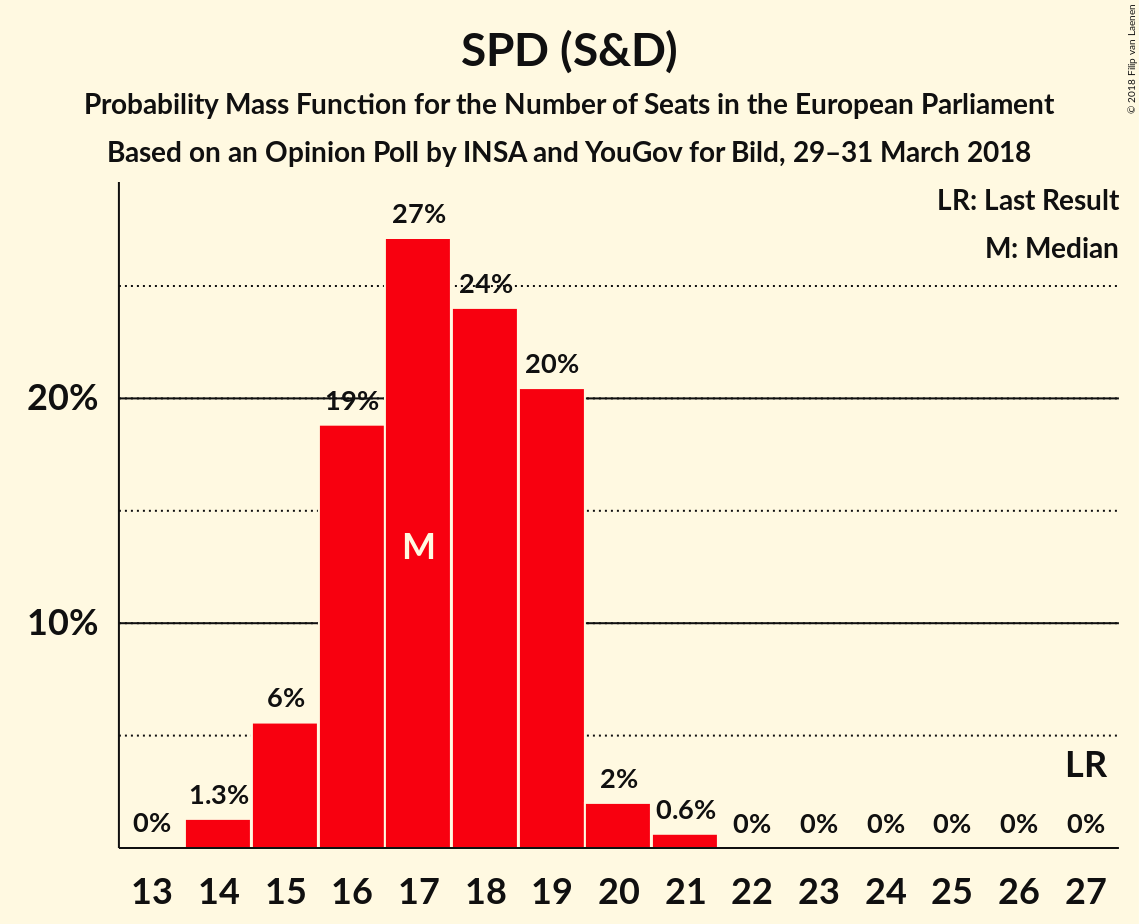 SPD (S&D)
Probability Mass Function for the Number of Seats in the European Parliament
Based on an Opinion Poll by INSA and YouGov for Bild, 29–31 March 2018
© 2018 Filip van Laenen
LR: Last Result
M: Median
27%
24%
20%
19%
20%
M
10%
6%
LR
1.3%
2%
0.6%
0%
0%
0%
0%
0%
0%
0%
13 14 15 16 17 18 19 20 21 22 23 24 25 26 27